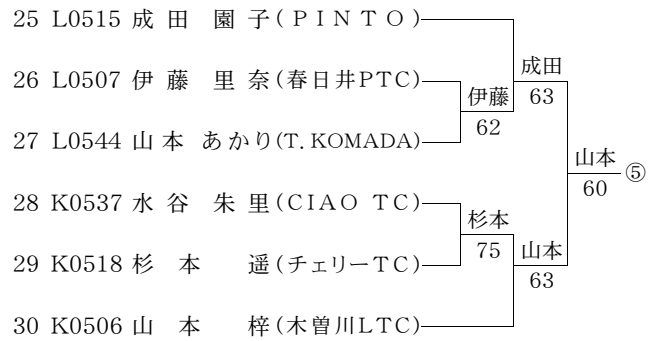 25 L0515 成田 園子(PINTO)
成田
26 L0507 伊藤 里奈(春日井PTC)
伊藤
63
62
27 L0544 山本 あかり(T. KOMADA)
山本
⑤
60
28 K0537 水谷 朱里(CIAO TC)
杉本
75
山本
29 K0518 杉本 遥(チェリーTC)
63
30 K0506 山本 梓(木曽川LTC)